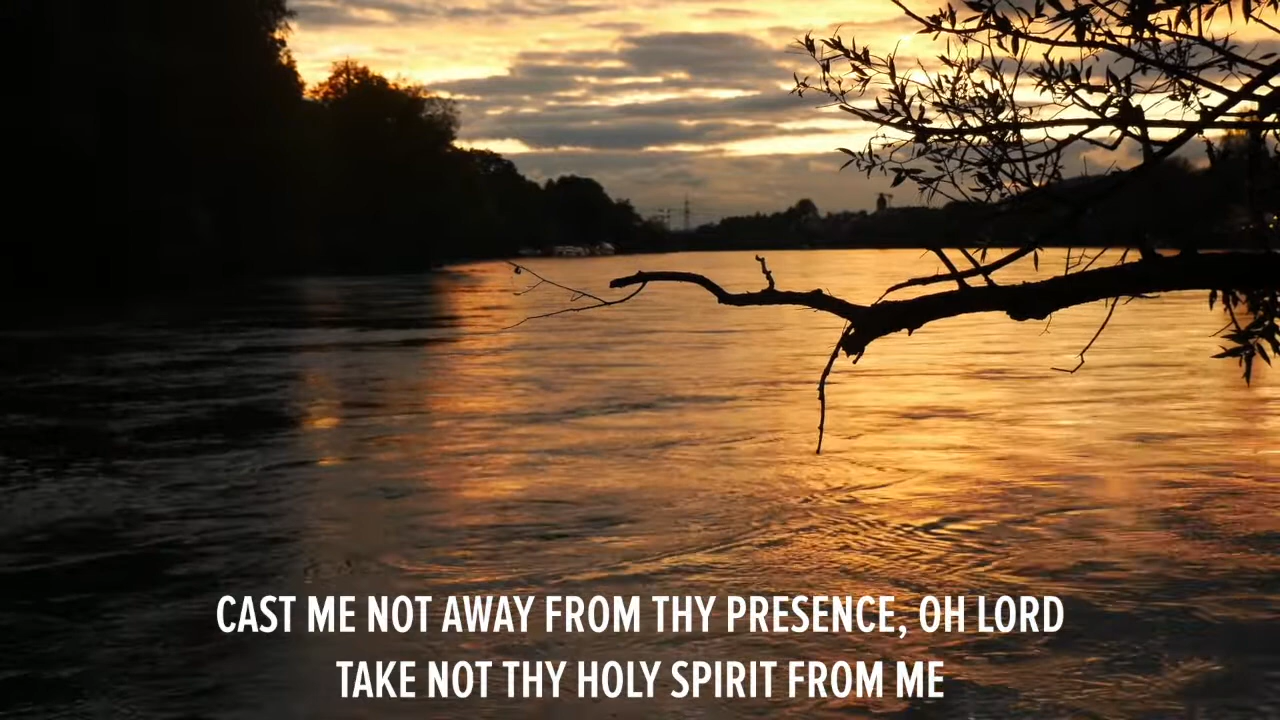 CAST ME NOT AWAY FROM THY PRESENCE, OH LORD
TAKE NOT THY HOLY SPIRIT FROM ME